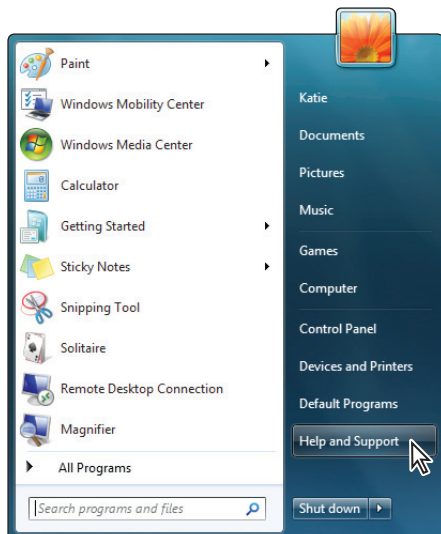 Paint
Windows Mobility Center
Windows Media Center
Calculator
Getting Started
Sticky Notes
Snipping Tool
Solitaire
Remote Desktop Connection
Magnifier
All Programs
Search programs and files
Katie
Documents
Pictures
Music
Games
Computer
Control Panel
Devices and Printers
Default Programs
Help and Support
Shut down